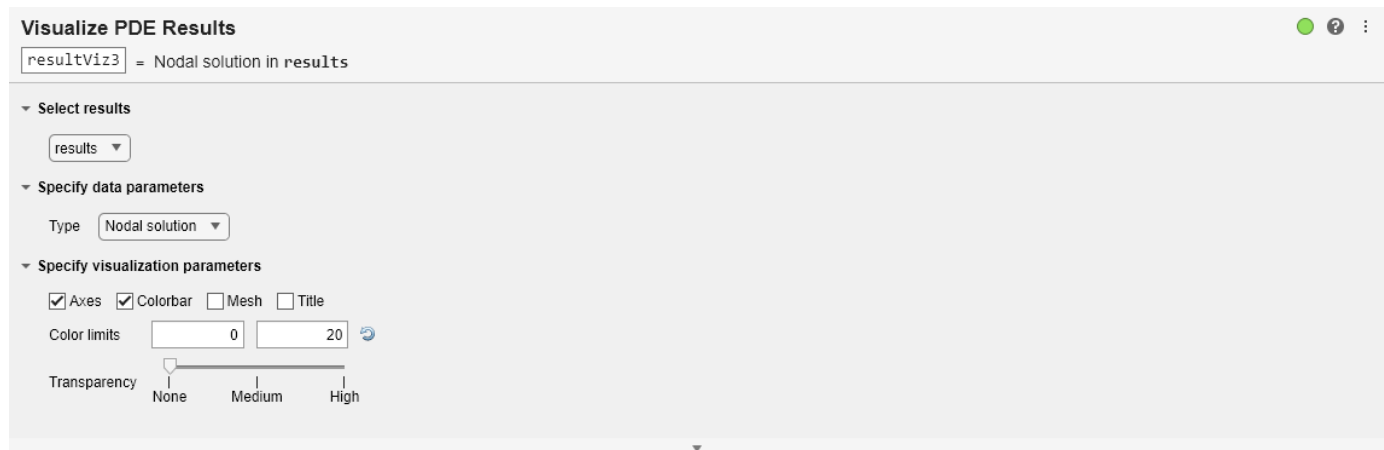 Visualize PDE Results
resultViz3 = Nodal solution in results
Select results
results
Specify data parameters
Type Nodal solution
Specify visualization parameters
Axes Colorbar Mesh Title
Color limits 0 20
Transparency
None Medium High